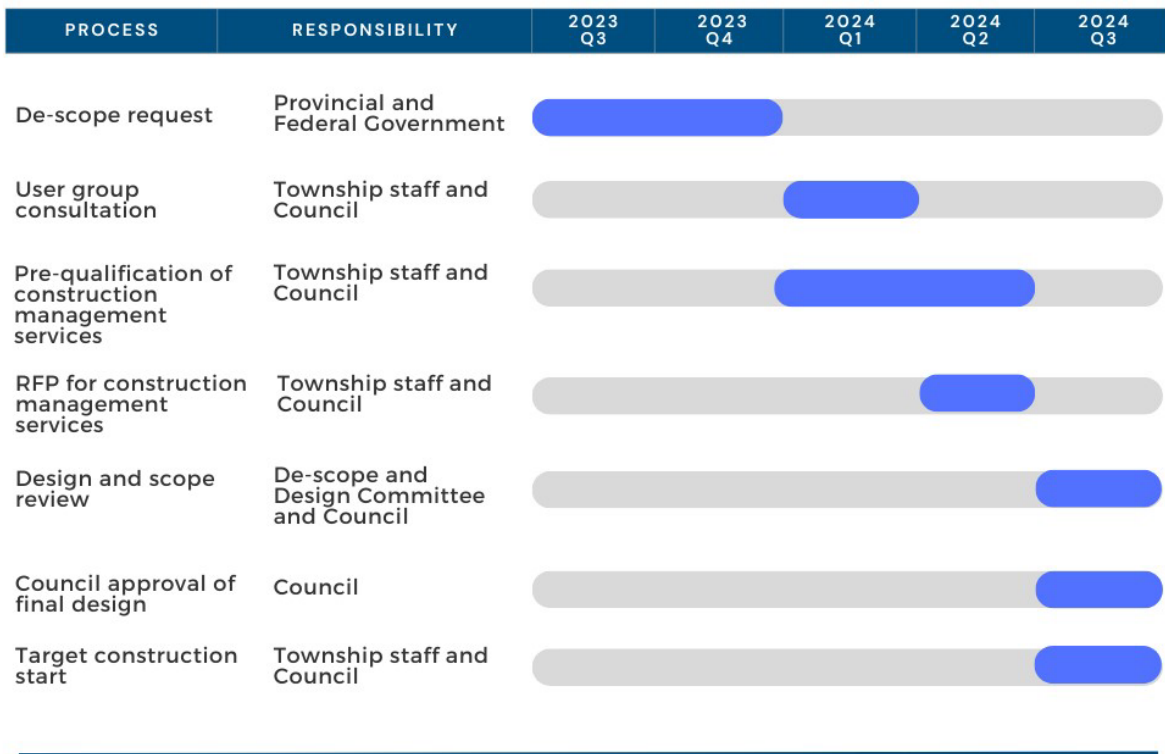 PROCESS
RESPONSIBILITY
2023
Q3
2023
Q4
2024
Q1
2024
Q2
2024
Q3
De-scope request
Provincial and
Federal Government
User group
consultation
Township staff and
Council
Pre-qualification of
construction
management
services
Township staff and
Council
RFP for construction
management
services
Township staff and
Council
Design and scope
review
De-scope and
Design Committee
and Council
Council approval of
final design
Council
Target construction
start
Township staff and
Council